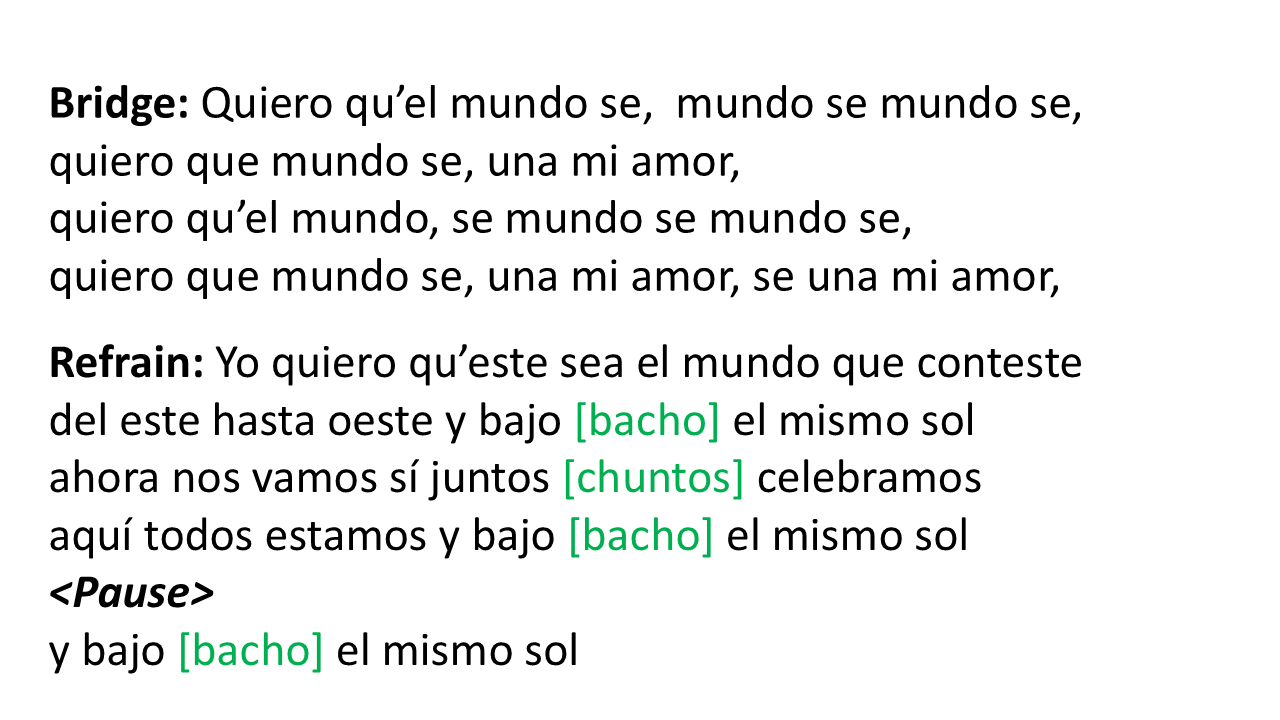 Bridge: Quiero qu’el mundo se,  mundo se mundo se,
quiero que mundo se, una mi amor,
quiero qu’el mundo, se mundo se mundo se,
quiero que mundo se, una mi amor, se una mi amor,
Refrain: Yo quiero qu’este sea el mundo que conteste
del este hasta oeste y bajo [bacho] el mismo sol
ahora nos vamos sí juntos [chuntos] celebramos
aquí todos estamos y bajo [bacho] el mismo sol
<Pause>
y bajo [bacho] el mismo sol